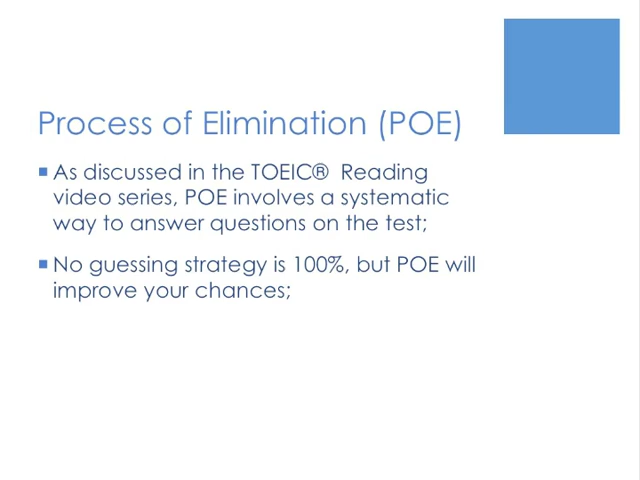 Process of Elimination (POE)
As discussed in the TOEIC® Reading
video series, POE involves a systematic
way to answer questions on the test;
No guessing strategy is 100%, but POE will
improve your chances;